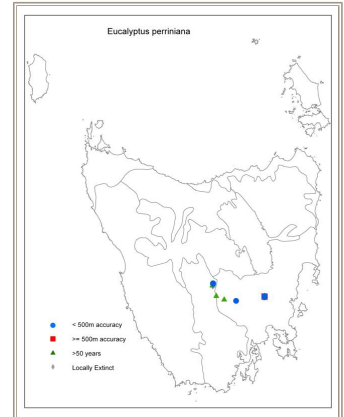 Eucalyptus perriniana
< 500m accuracy
>= 500m accuracy
>50 years
Locally Extinct